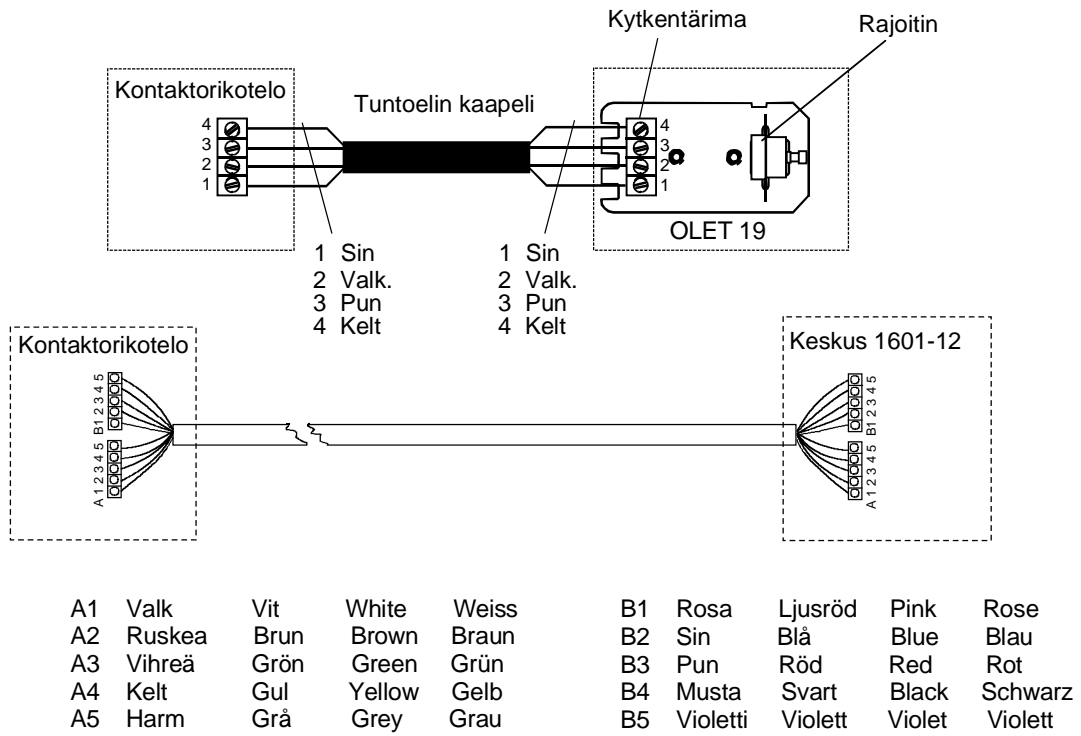 Kytkentärima
Rajoitin
Kontaktorikotelo
Tuntoelin kaapeli
4
3
2
1
4
3
2
1
OLET 19
1 Sin
2 Valk.
3 Pun
4 Kelt
1 Sin
2 Valk.
3 Pun
4 Kelt
Kontaktorikotelo
B1 2 3 4 5
A 1 2 3 4 5
Keskus 1601-12
B1 2 3 4 5
A 1 2 3 4 5
A1 Valk Vit White Weiss
A2 Ruskea Brun Brown Braun
A3 Vihreä Grön Green Grün
A4 Kelt Gul Yellow Gelb
A5 Harm Grå Grey Grau
B1 Rosa Ljusröd Pink Rose
B2 Sin Blå Blue Blau
B3 Pun Röd Red Rot
B4 Musta Svart Black Schwarz
B5 Violetti Violett Violet Violett